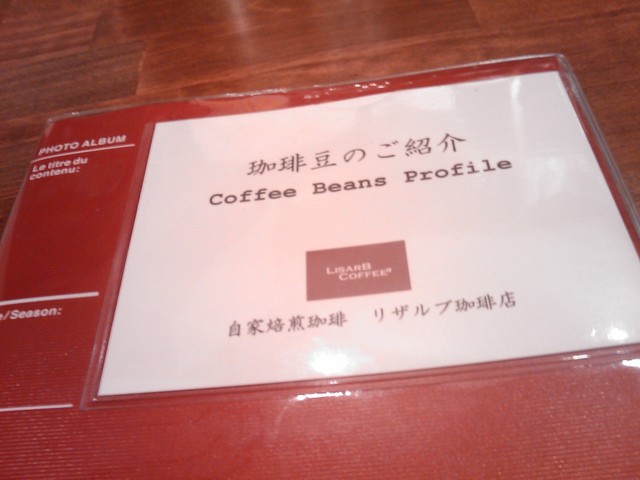 PHOTO ALBUM
Le titre du
contenu:
e/Season:
珈琲豆のご紹介
Coffee Beans Profile
LISARB
COFFEE®
自家焙煎珈琲 リザルブ珈琲店